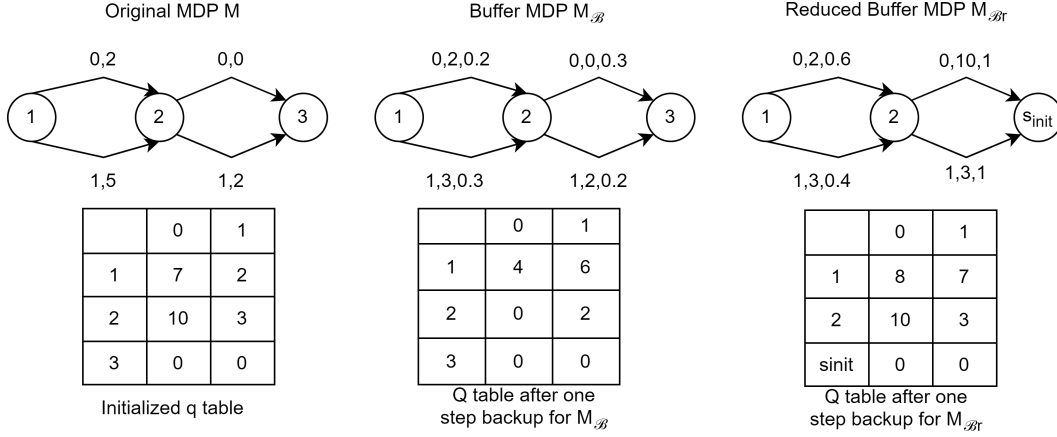 Original MDP M
0,2
0,0
1
2
3
1,5
1,2
0 1
1 7 2
2 10 3
3 0 0
Initialized q table
Buffer MDP Mℬ
0,2,0.2
0,0,0.3
1
2
3
1,3,0.3
1,2,0.2
0 1
1 4 6
2 0 2
3 0 0
Q table after one
step backup for Mℬ
Reduced Buffer MDP Mℬr
0,2,0.6
0,10,1
1
2
sinit
1,3,0.4
1,3,1
0 1
1 8 7
2 10 3
sinit 0 0
Q table after one
step backup for Mℬr